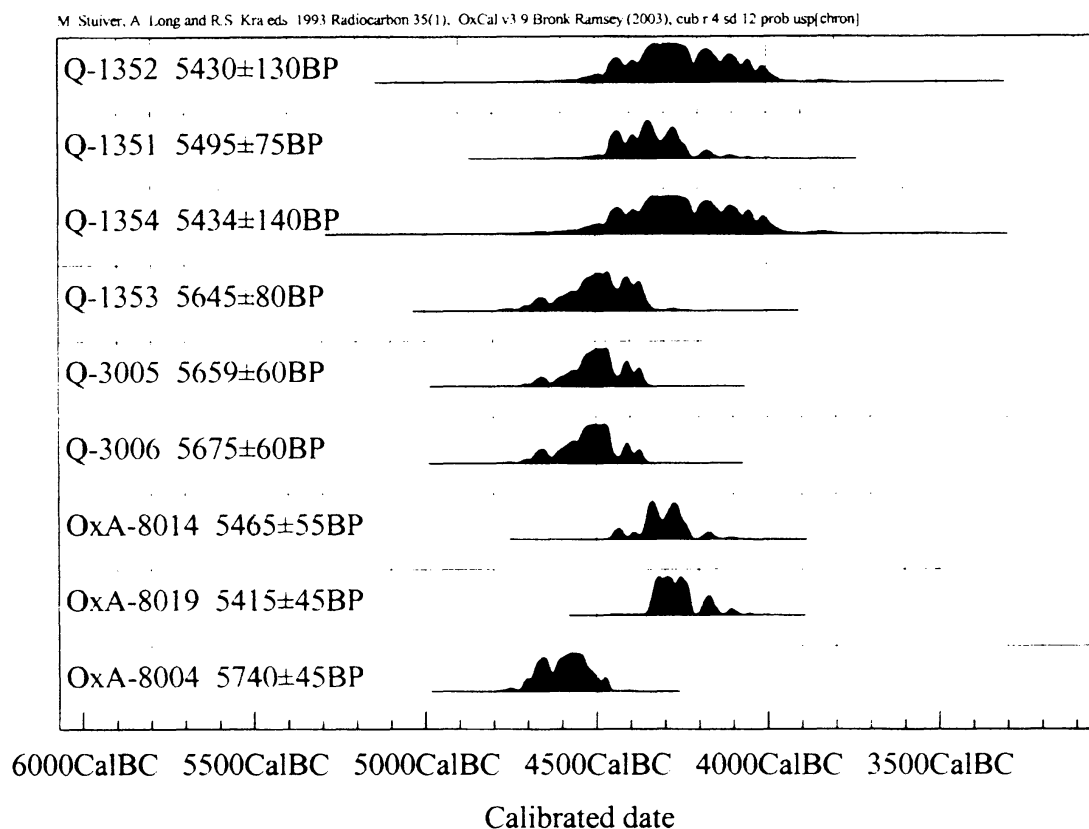 M. Stuiver, A. Long and R.S. Kra eds. 1993 Radiocarbon 35(1), OxCal v3.9 Bronk Ramsey (2003), cub r:4 sd:12 prob usp[chron]
Q-1352 5430±130BP
Q-1351 5495±75BP
Q-1354 5434±140BP
Q-1353 5645±80BP
Q-3005 5659±60BP
Q-3006 5675±60BP
OxA-8014 5465±55BP
OxA-8019 5415±45BP
OxA-8004 5740±45BP
6000CalBC 5500CalBC 5000CalBC 4500CalBC 4000CalBC 3500CalBC
Calibrated date